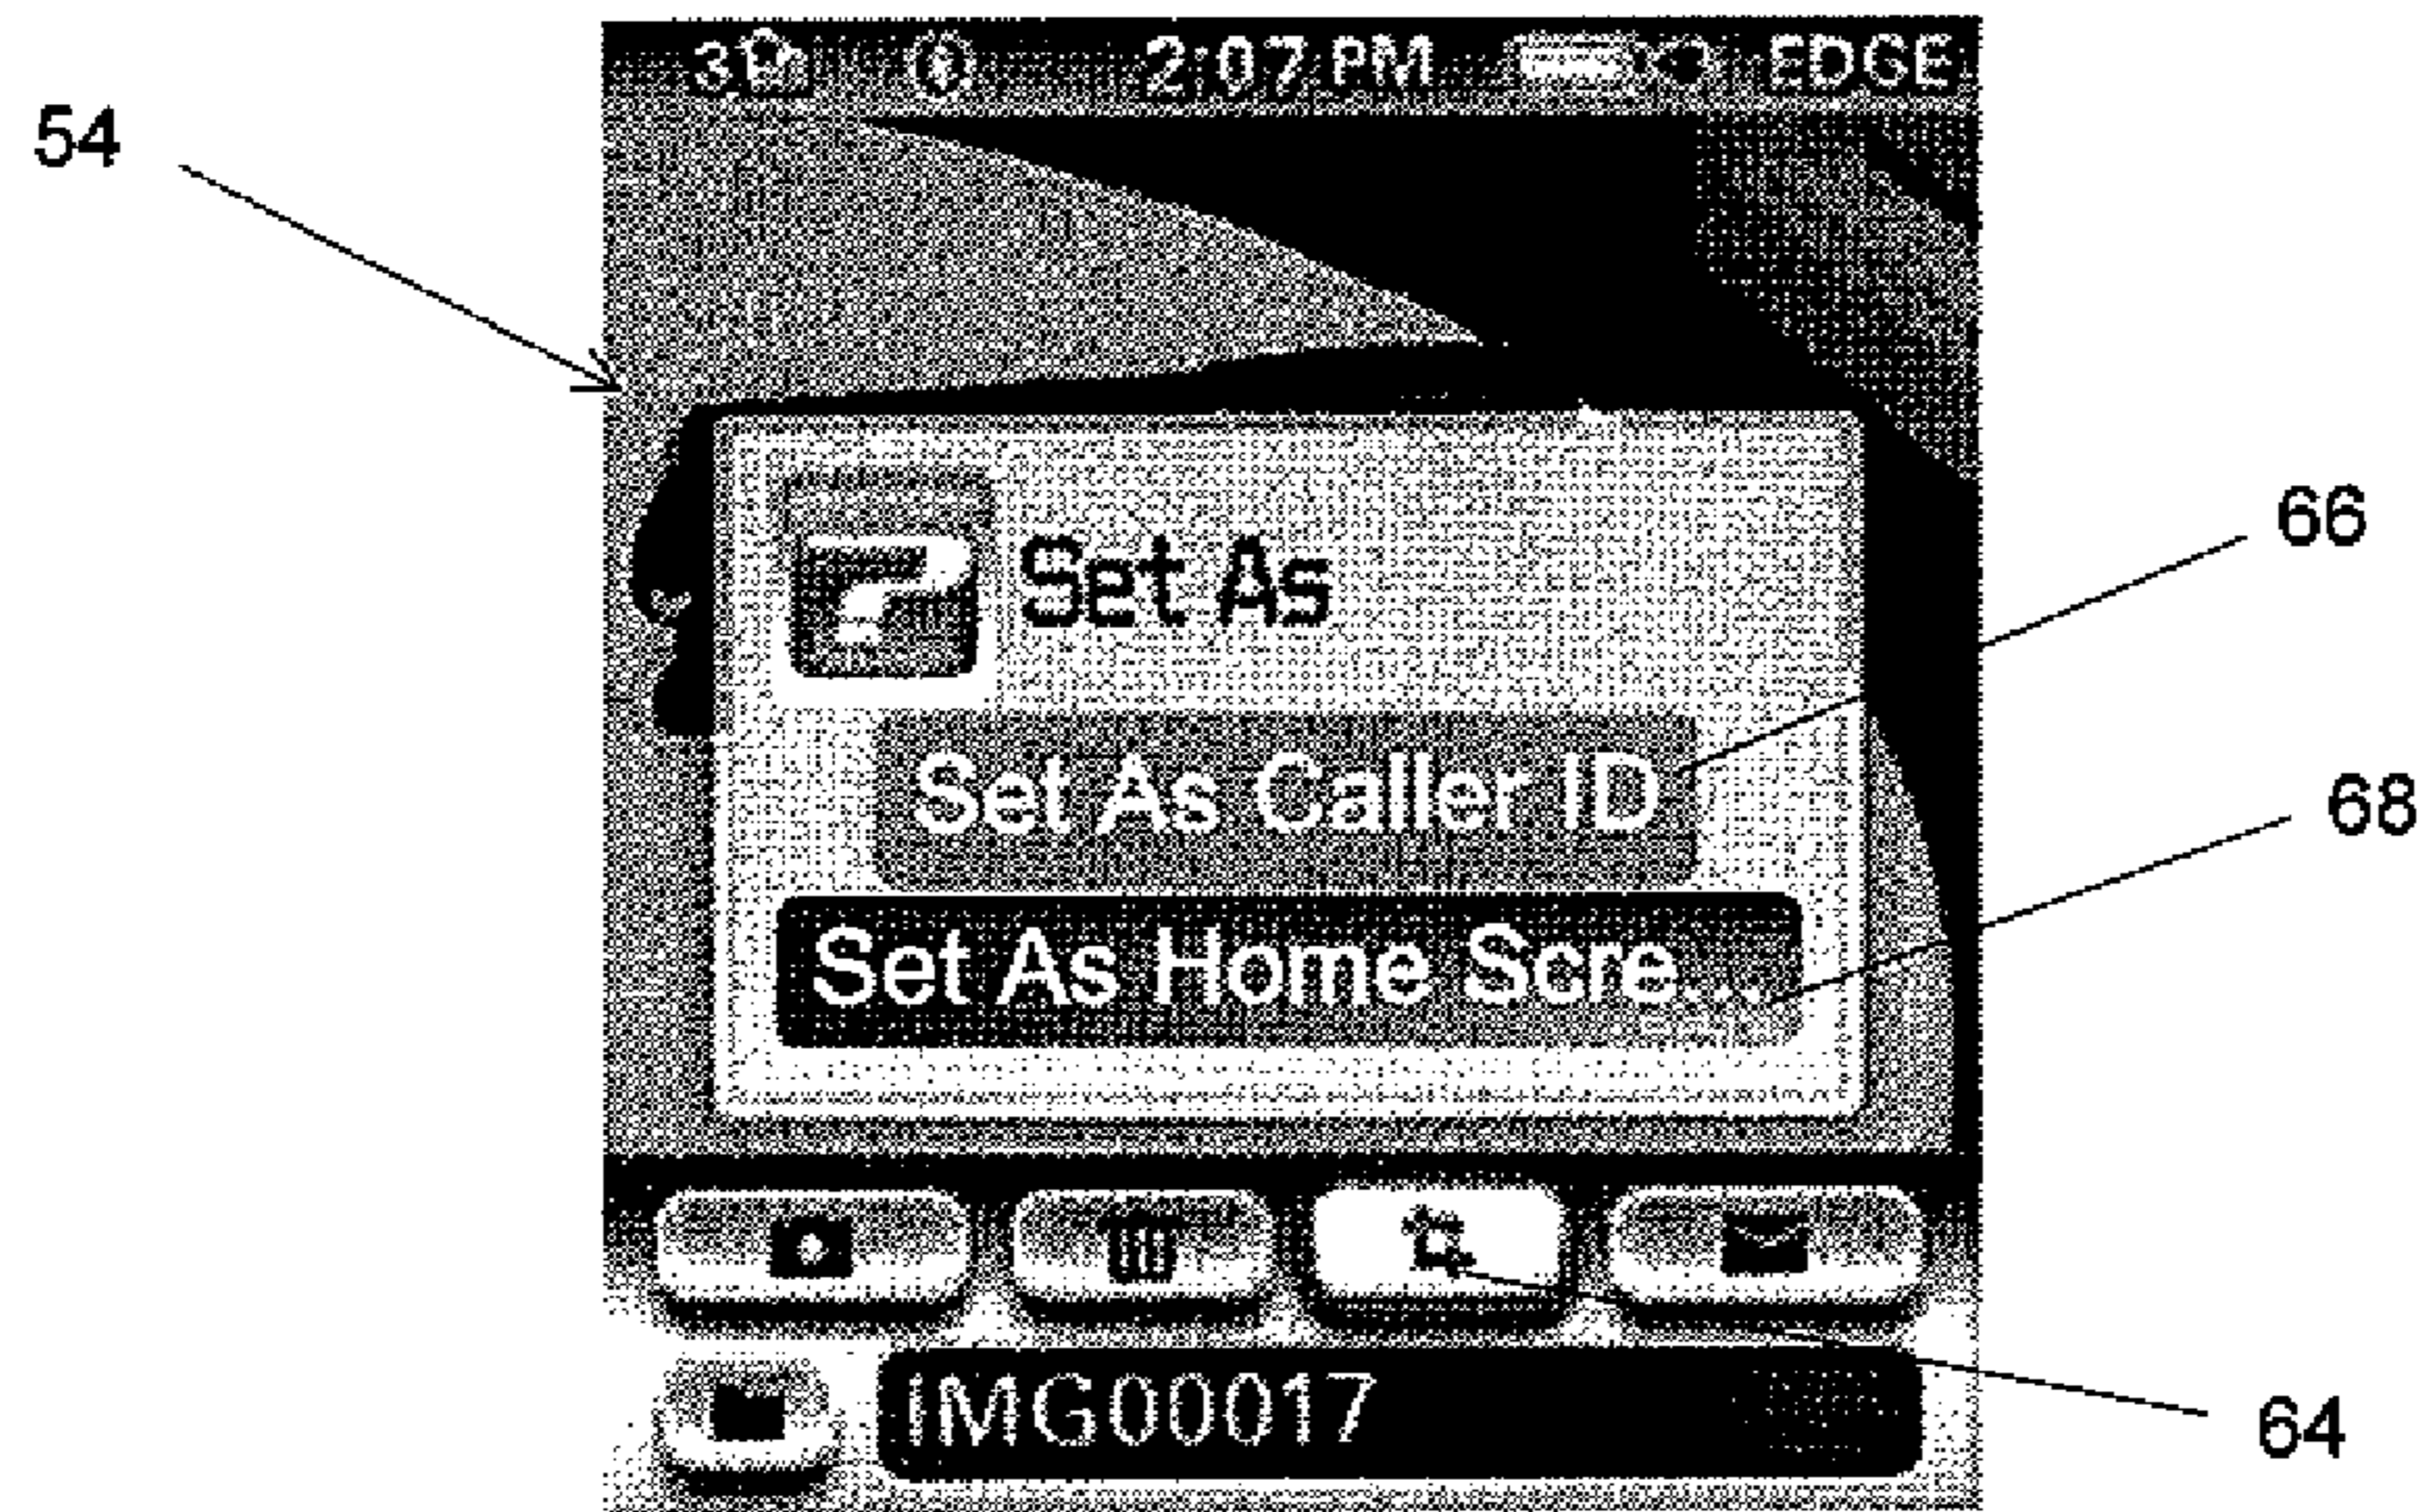 3 2:07 PM EDGE
54
Set As
66
Set As Caller ID
68
Set As Home Scre...
IMG00017
64